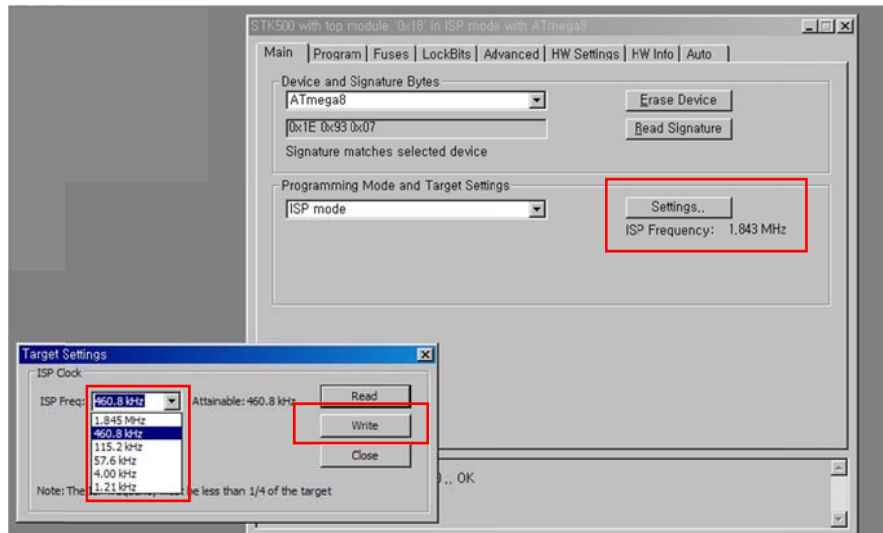 STK500 with top module '0x18' in ISP mode with ATmega8
Main Program Fuses LockBits Advanced HW Settings HW Info Auto
Device and Signature Bytes
ATmega8
Erase Device
0x1E 0x93 0x07
Read Signature
Signature matches selected device
Programming Mode and Target Settings
ISP mode
Settings..
ISP Frequency: 1,843 MHz
Target Settings
ISP Clock
ISP Freq: 460.8 kHz Attainable: 460.8 kHz
Read
1.845 MHz
460.8 kHz
115.2 kHz
57.6 kHz
4.00 kHz
1.21 kHz
Write
Close
Note: The be less than 1/4 of the target
.. OK